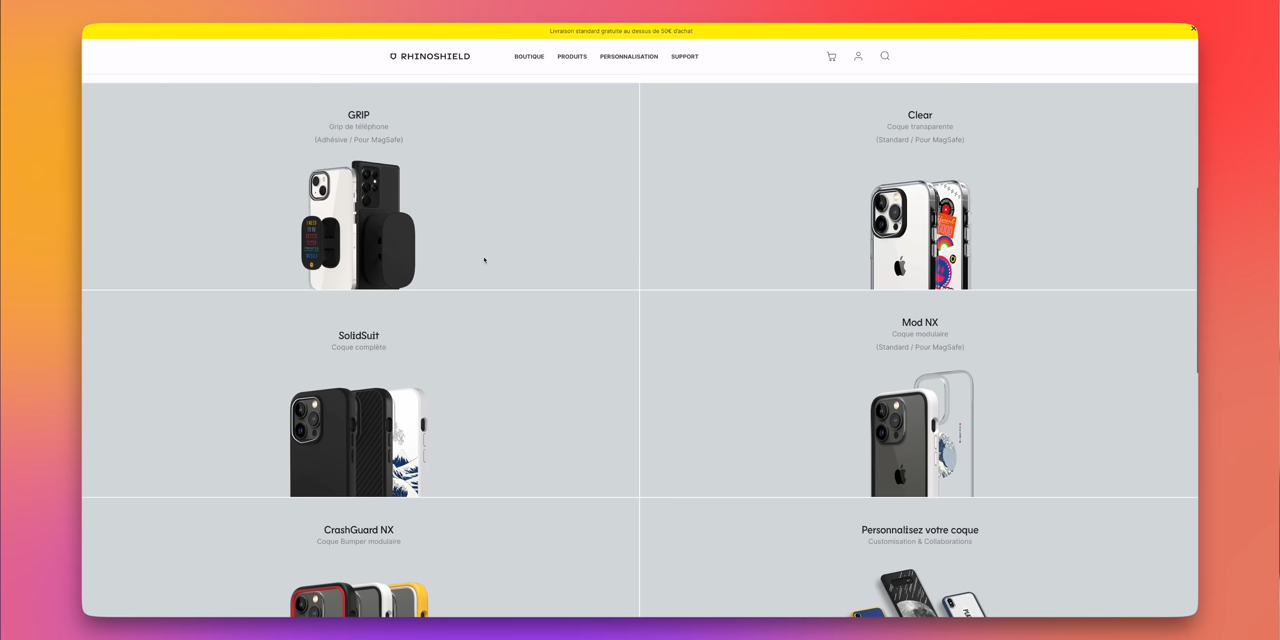 Livraison standard gratuite au dessus de 50€ d'achat
RHINOSHIELD
BOUTIQUE
PRODUITS
PERSONNALISATION
SUPPORT
GRIP
Grip de téléphone
(Adhésive / Pour MagSafe)
Clear
Coque transparente
(Standard / Pour MagSafe)
SolidSuit
Coque complète
Mod NX
Coque modulaire
(Standard / Pour MagSafe)
CrashGuard NX
Coque Bumper modulaire
Personnalisez votre coque
Customisation & Collaborations